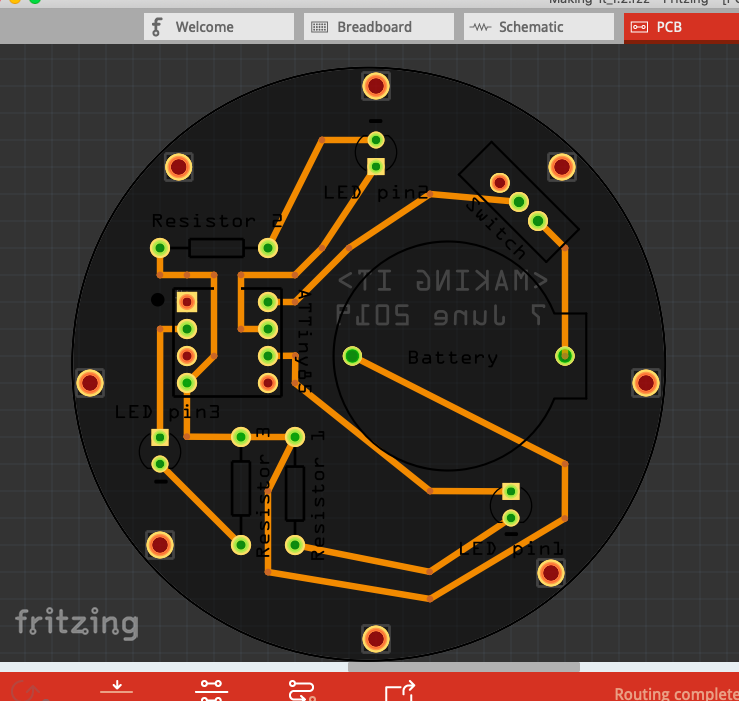 Making-it_1.2.fzz - Fritzing - [P
Welcome
Breadboard
Schematic
PCB
LED pin2
Switch
Resistor 2
<MAKING IT>
7 June 2019
ATTiny85
Battery
LED pin3
Resistor 3
Resistor 1
LED pin1
fritzing
Routing complete